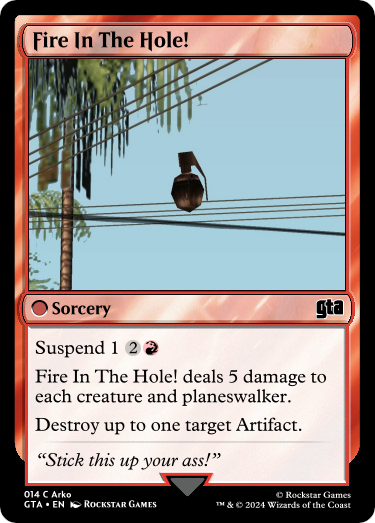 Fire In The Hole!
Sorcery gta
Suspend 1 2
Fire In The Hole! deals 5 damage to
each creature and planeswalker.
Destroy up to one target Artifact.
“Stick this up your ass!”
014 C Arko © Rockstar Games
GTA • EN Rockstar Games ™ & © 2024 Wizards of the Coast